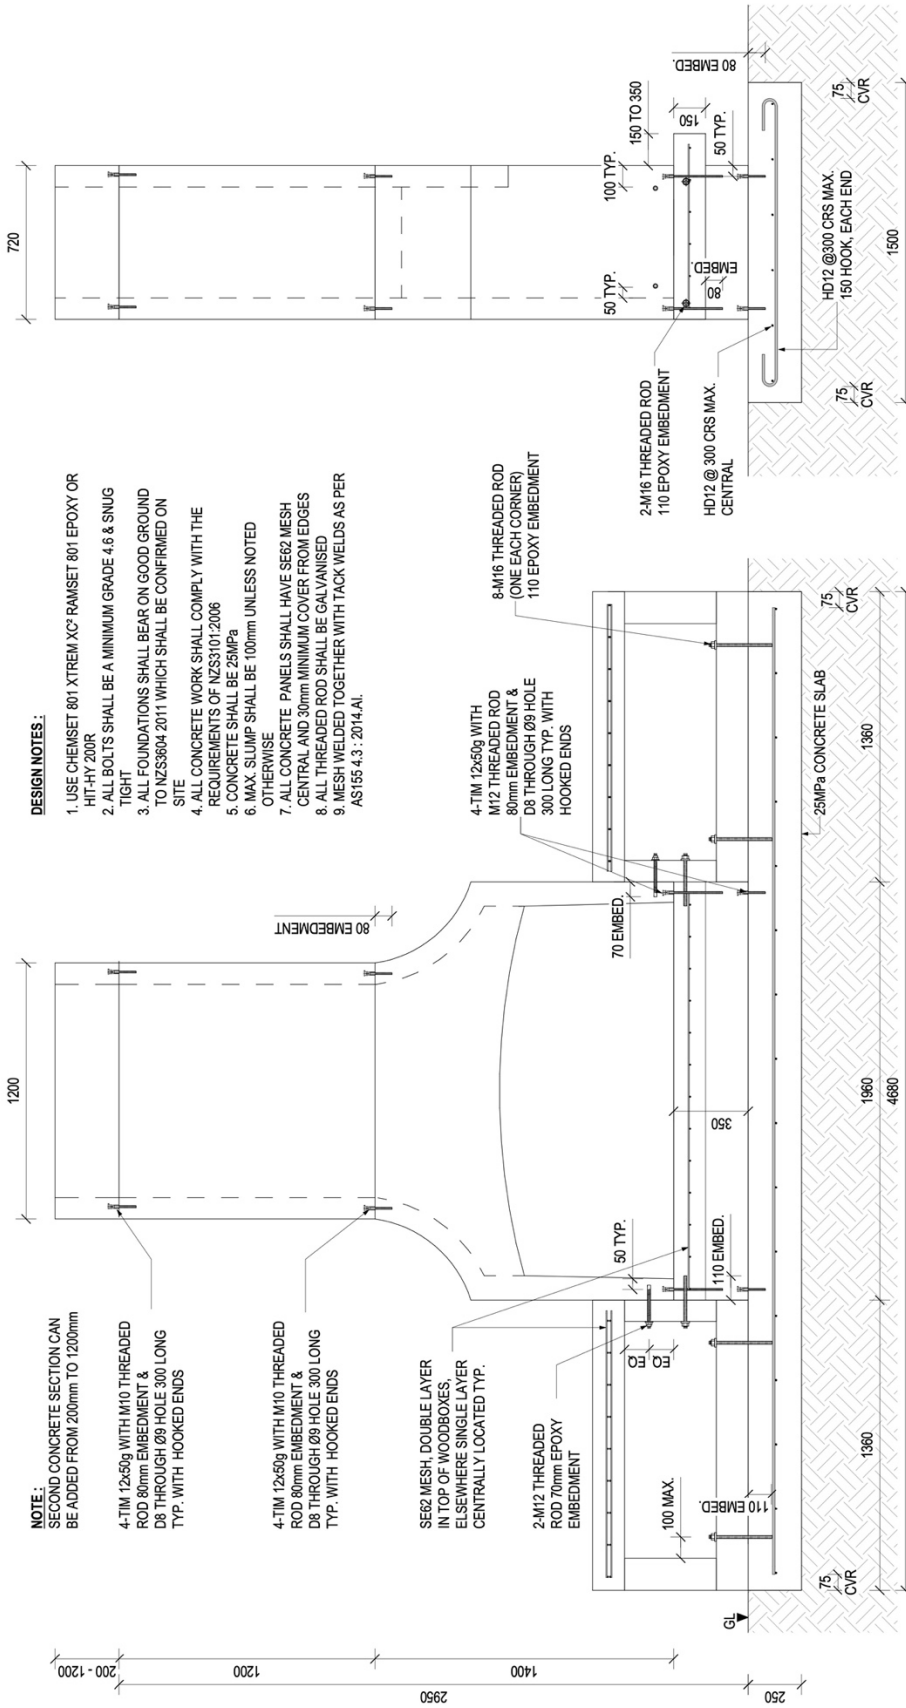 NOTE :
SECOND CONCRETE SECTION CAN
BE ADDED FROM 200mm TO 1200mm
4-TIM 12x50g WITH M10 THREADED
ROD 80mm EMBEDMENT &
D8 THROUGH Ø9 HOLE 300 LONG
TYP. WITH HOOKED ENDS
4-TIM 12x50g WITH M10 THREADED
ROD 80mm EMBEDMENT &
D8 THROUGH Ø9 HOLE 300 LONG
TYP. WITH HOOKED ENDS
SE62 MESH, DOUBLE LAYER
IN TOP OF WOODBOXES,
ELSEWHERE SINGLE LAYER
CENTRALLY LOCATED TYP.
2-M12 THREADED
ROD 70mm EPOXY
EMBEDMENT
100 MAX.
110 EMBED.
75
CVR
GL
200 - 1200
1200
1400
2950
250
1200
80 EMBEDMENT
50 TYP.
EQ
EQ
110 EMBED.
350
70 EMBED.
1360
1960
1360
4680
75
CVR
25MPa CONCRETE SLAB
DESIGN NOTES :
1. USE CHEMSET 801 XTREM XC² RAMSET 801 EPOXY OR
HIT-HY 200R
2. ALL BOLTS SHALL BE A MINIMUM GRADE 4.6 & SNUG
TIGHT
3. ALL FOUNDATIONS SHALL BEAR ON GOOD GROUND
TO NZS3604 2011 WHICH SHALL BE CONFIRMED ON
SITE
4. ALL CONCRETE WORK SHALL COMPLY WITH THE
REQUIREMENTS OF NZS3101:2006
5. CONCRETE SHALL BE 25MPa
6. MAX. SLUMP SHALL BE 100mm UNLESS NOTED
OTHERWISE
7. ALL CONCRETE PANELS SHALL HAVE SE62 MESH
CENTRAL AND 30mm MINIMUM COVER FROM EDGES
8. ALL THREADED ROD SHALL BE GALVANISED
9. MESH WELDED TOGETHER WITH TACK WELDS AS PER
AS155 4.3 : 2014.AI.
4-TIM 12x50g WITH
M12 THREADED ROD
80mm EMBEDMENT &
D8 THROUGH Ø9 HOLE
300 LONG TYP. WITH
HOOKED ENDS
8-M16 THREADED ROD
(ONE EACH CORNER)
110 EPOXY EMBEDMENT
720
2-M16 THREADED ROD
110 EPOXY EMBEDMENT
HD12 @ 300 CRS MAX.
CENTRAL
50 TYP.
100 TYP.
150 TO 350
150
80
EMBED.
50 TYP.
80 EMBED.
75
CVR
75
CVR
HD12 @300 CRS MAX.
150 HOOK, EACH END
1500